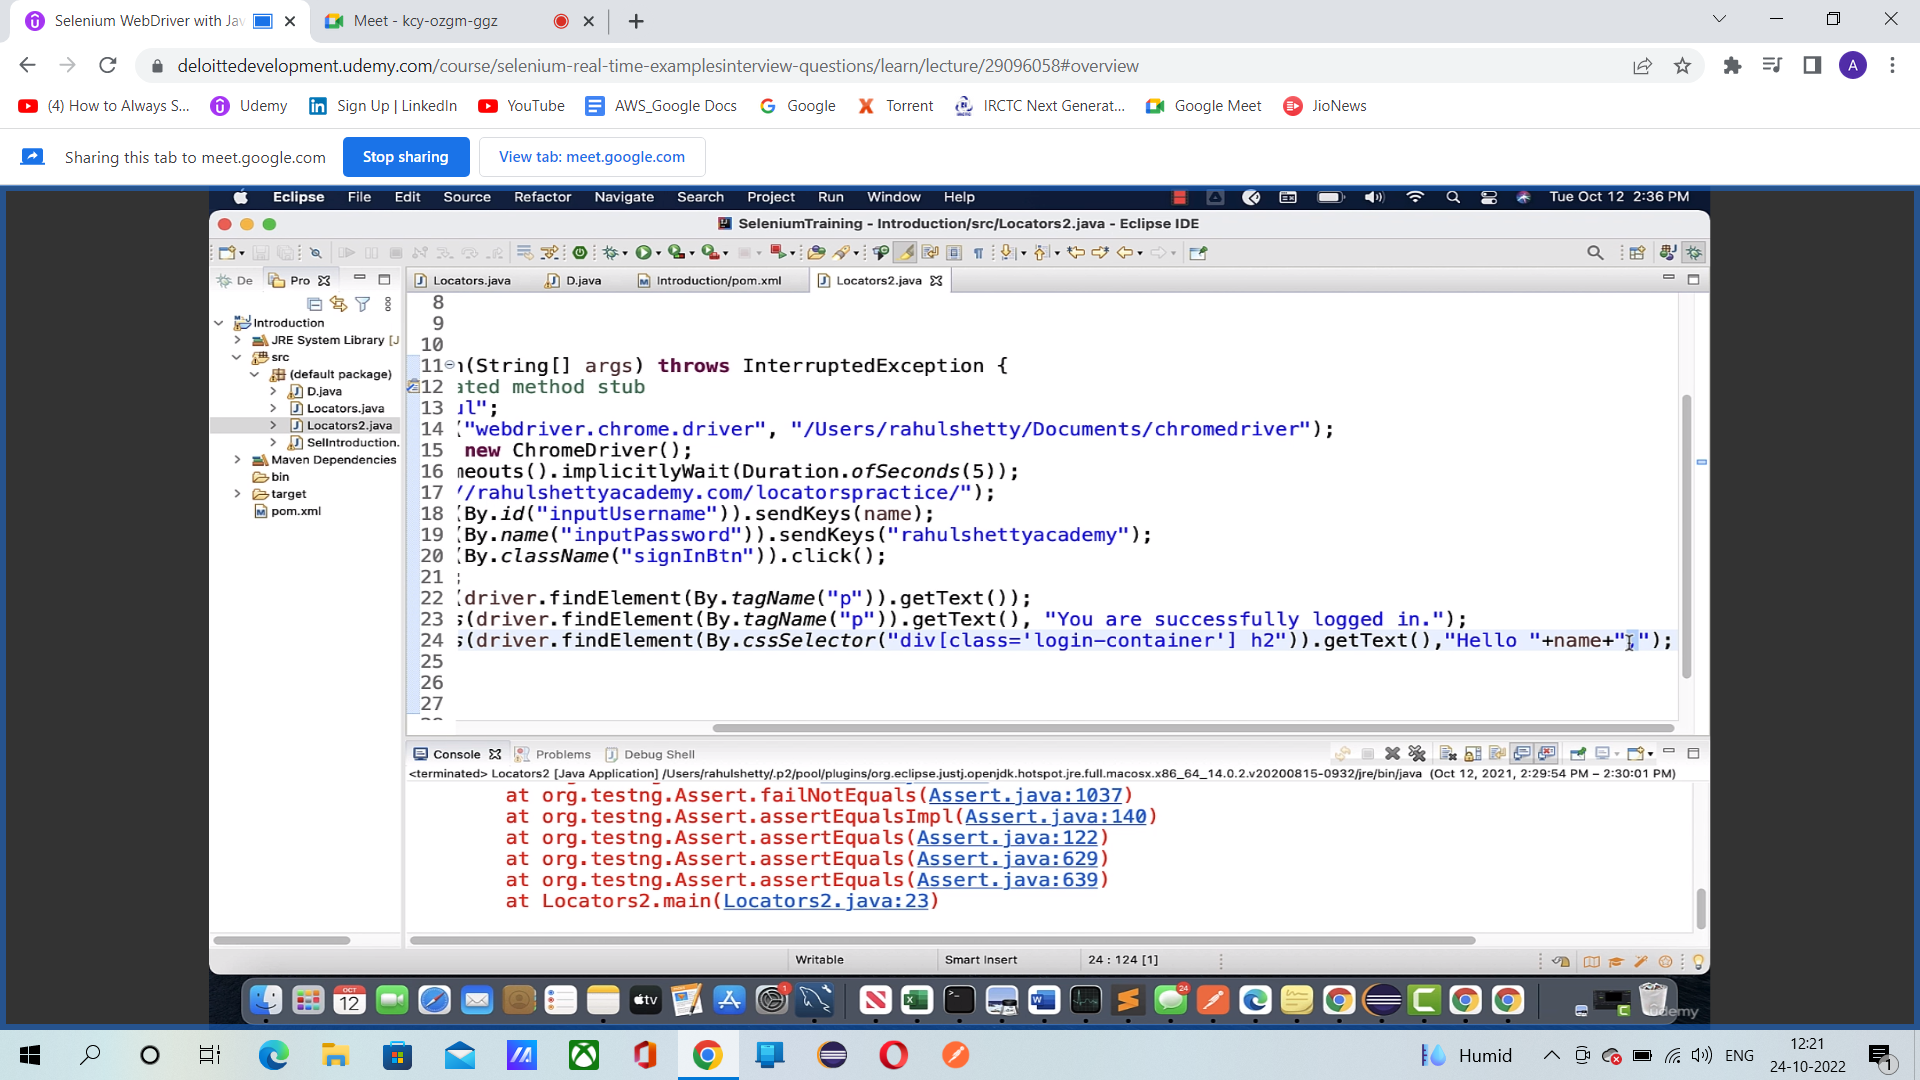 Selenium WebDriver with Jav
Meet - kcy-ozgm-ggz
deloittedevelopment.udemy.com/course/selenium-real-time-examplesinterview-questions/learn/lecture/29096058#overview
A
(4) How to Always S...
Udemy
Sign Up | LinkedIn
YouTube
AWS_Google Docs
Google
Torrent
IRCTC Next Generat...
Google Meet
JioNews
Sharing this tab to meet.google.com
Stop sharing
View tab: meet.google.com
Eclipse File Edit Source Refactor Navigate Search Project Run Window Help
Tue Oct 12 2:36 PM
SeleniumTraining - Introduction/src/Locators2.java - Eclipse IDE
De
Pro
Locators.java
D.java
Introduction/pom.xml
Locators2.java
Introduction
JRE System Library [J
src
(default package)
D.java
Locators.java
Locators2.java
SelIntroduction.
Maven Dependencies
bin
target
pom.xml
8
9
10
11 n(String[] args) throws InterruptedException {
12 ated method stub
13 ul";
14 ("webdriver.chrome.driver", "/Users/rahulshetty/Documents/chromedriver");
15 new ChromeDriver();
16 meouts().implicitlyWait(Duration.ofSeconds(5));
17 //rahulshettyacademy.com/locatorspractice/");
18 (By.id("inputUsername")).sendKeys(name);
19 (By.name("inputPassword")).sendKeys("rahulshettyacademy");
20 (By.className("signInBtn")).click();
21 ;
22 (driver.findElement(By.tagName("p")).getText());
23 s(driver.findElement(By.tagName("p")).getText(), "You are successfully logged in.");
24 s(driver.findElement(By.cssSelector("div[class='login-container'] h2")).getText(),"Hello "+name+",");
25
26
27
Console
Problems
Debug Shell
<terminated> Locators2 [Java Application] /Users/rahulshetty/.p2/pool/plugins/org.eclipse.justj.openjdk.hotspot.jre.full.macosx.x86_64_14.0.2.v20200815-0932/jre/bin/java (Oct 12, 2021, 2:29:54 PM – 2:30:01 PM)
at org.testng.Assert.failNotEquals(Assert.java:1037)
at org.testng.Assert.assertEqualsImpl(Assert.java:140)
at org.testng.Assert.assertEquals(Assert.java:122)
at org.testng.Assert.assertEquals(Assert.java:629)
at org.testng.Assert.assertEquals(Assert.java:639)
at Locators2.main(Locators2.java:23)
Writable
Smart Insert
24 : 124 [1]
OCT
12
tv
1
24
udemy
Humid
ENG
12:21
24-10-2022
1